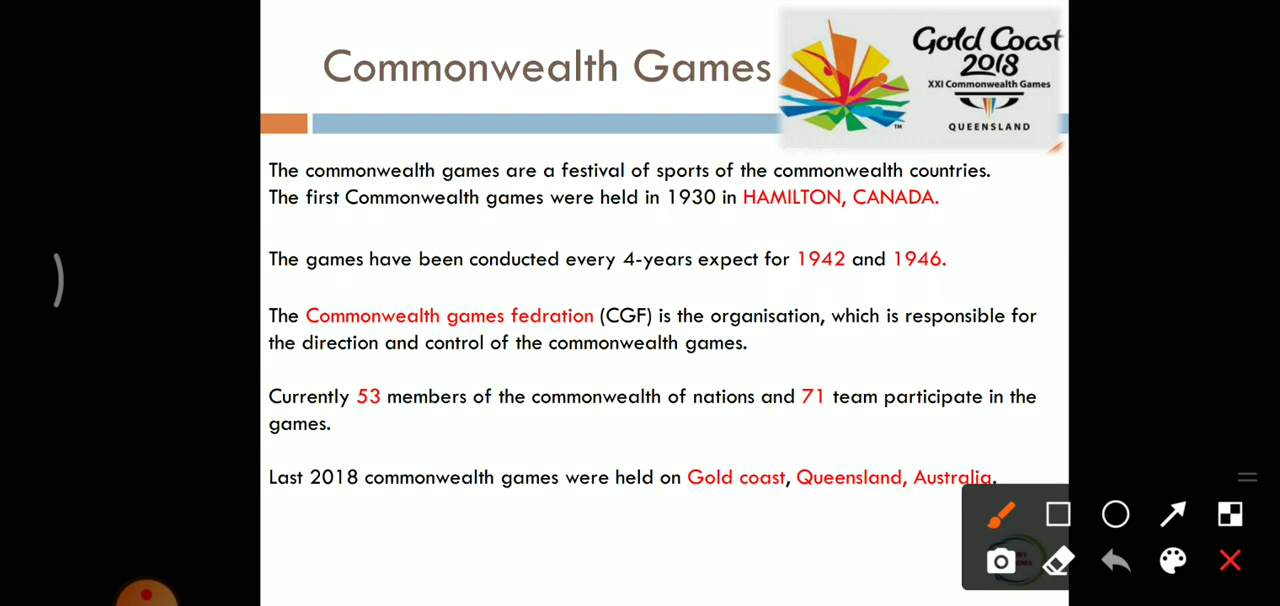 Commonwealth Games
Gold Coast
2018
XXI Commonwealth Games
QUEENSLAND
TM
The commonwealth games are a festival of sports of the commonwealth countries.
The first Commonwealth games were held in 1930 in HAMILTON, CANADA.
The games have been conducted every 4-years expect for 1942 and 1946.
The Commonwealth games fedration (CGF) is the organisation, which is responsible for
the direction and control of the commonwealth games.
Currently 53 members of the commonwealth of nations and 71 team participate in the
games.
Last 2018 commonwealth games were held on Gold coast, Queensland, Australia.